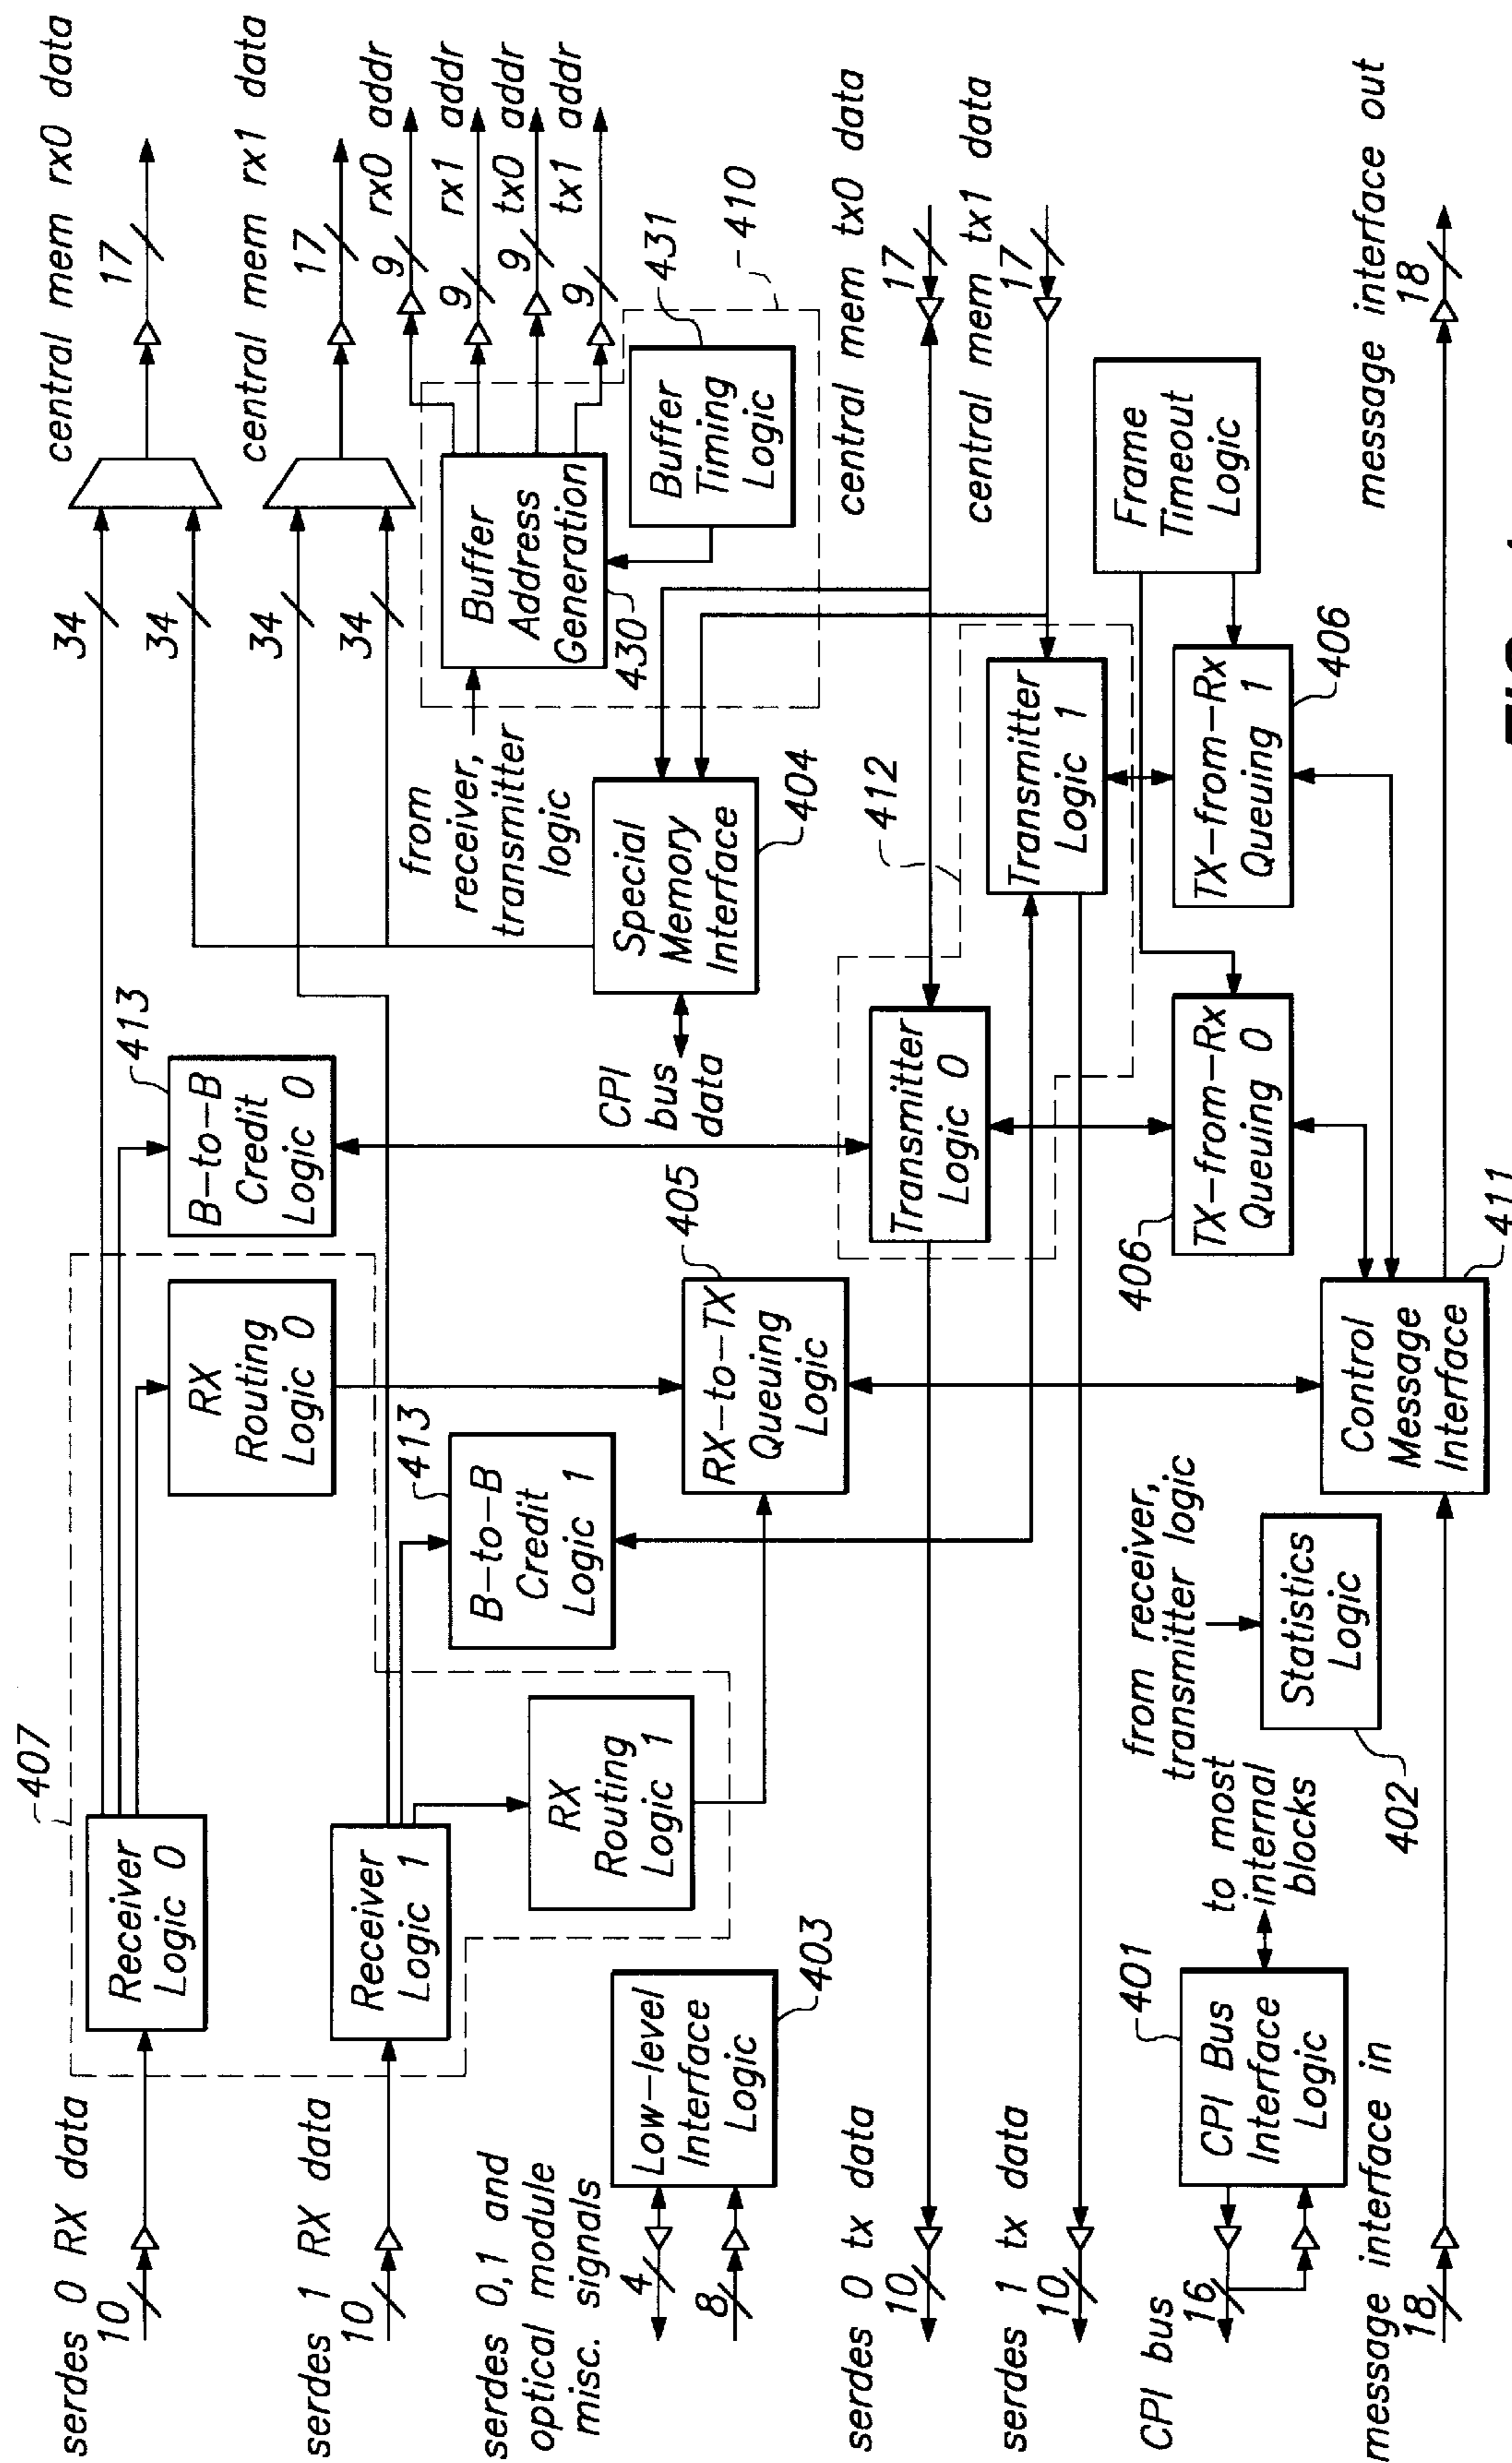 serdes 0 RX data
10
Receiver
Logic 0
407
RX
Routing
Logic 0
B-to-B
Credit
Logic 0
413
34
34
central mem rx0 data
17
serdes 1 RX data
10
Receiver
Logic 1
RX
Routing
Logic 1
B-to-B
Credit
Logic 1
413
34
34
central mem rx1 data
17
serdes 0,1 and
optical module
misc. signals
4
8
Low-level
Interface
Logic
403
RX-to-TX
Queuing
Logic
405
CPI
bus
data
Special
Memory
Interface
404
from
receiver,
transmitter
logic
Buffer
Address
Generation
430
Buffer
Timing
Logic
431
410
9
rx0 addr
9
rx1 addr
9
tx0 addr
9
tx1 addr
serdes 0 tx data
10
Transmitter
Logic 0
412
central mem tx0 data
17
serdes 1 tx data
10
Transmitter
Logic 1
central mem tx1 data
17
CPI bus
16
CPI Bus
Interface
Logic
401
to most
internal
blocks
from receiver,
transmitter logic
Statistics
Logic
402
TX-from-Rx
Queuing 0
406
TX-from-Rx
Queuing 1
406
Frame
Timeout
Logic
message interface in
18
Control
Message
Interface
411
message interface out
18